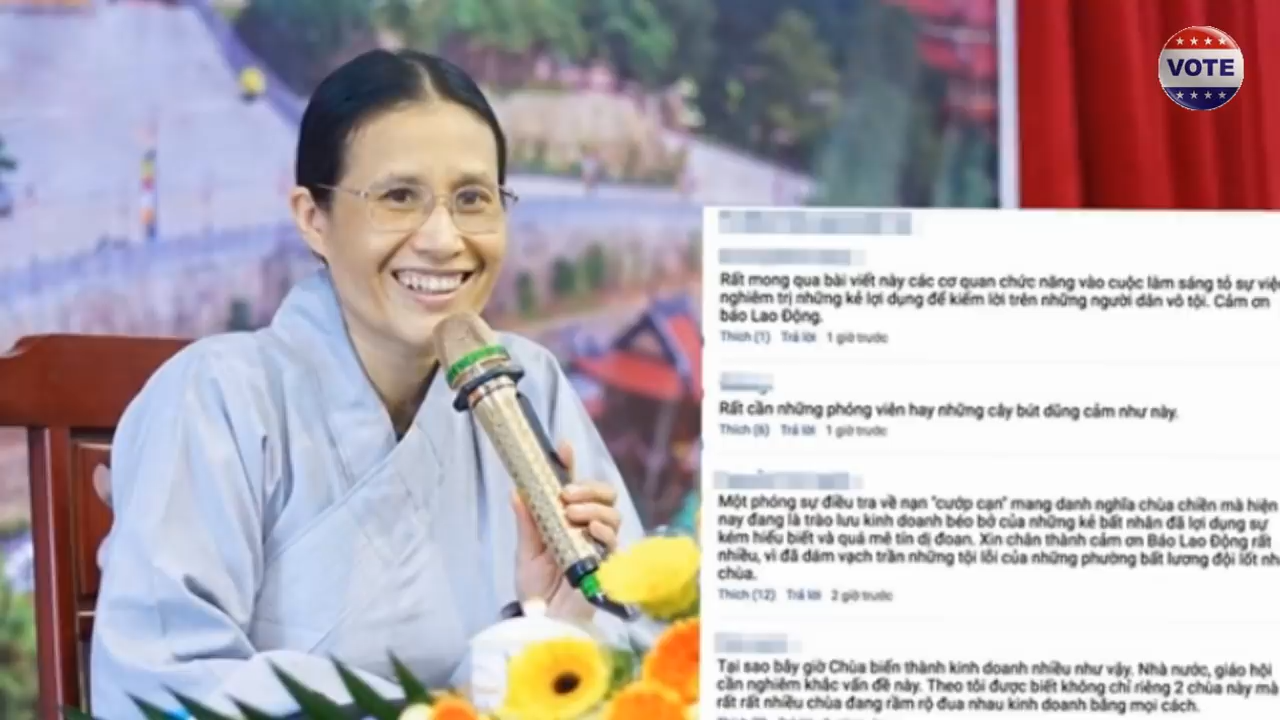 VOTE
Rất mong qua bài viết này các cơ quan chức năng vào cuộc làm sáng tỏ sự việc
nghiêm trị những kẻ lợi dụng để kiếm lời trên những người dân vô tội. Cảm ơn
báo Lao Động.
Thích (1) Trả lời 1 giờ trước
Rất cần những phóng viên hay những cây bút dũng cảm như này.
Thích (6) Trả lời 1 giờ trước
Một phóng sự điều tra về nạn "cướp cạn" mang danh nghĩa chùa chiền mà hiện
nay đang là trào lưu kinh doanh béo bở của những kẻ bất nhân đã lợi dụng sự
kém hiểu biết và quá mê tín dị đoan. Xin chân thành cảm ơn Báo Lao Động rất
nhiều, vì đã dám vạch trần những tội lỗi của những phường bất lương đội lốt
chùa.
Thích (12) Trả lời 2 giờ trước
Tại sao bây giờ Chùa biến thành kinh doanh nhiều như vậy. Nhà nước, giáo hội
cần nghiêm khắc vấn đề này. Theo tôi được biết không chỉ riêng 2 chùa này mà
rất rất nhiều chùa đang rầm rộ đua nhau kinh doanh bằng mọi cách.